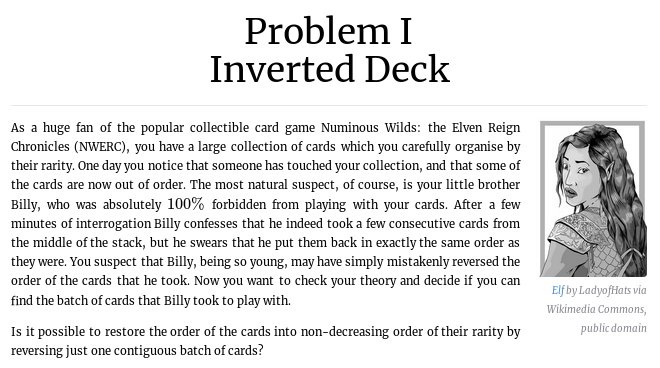 Problem I
Inverted Deck
As a huge fan of the popular collectible card game Numinous Wilds: the Elven Reign
Chronicles (NWERC), you have a large collection of cards which you carefully organise by
their rarity. One day you notice that someone has touched your collection, and that some of
the cards are now out of order. The most natural suspect, of course, is your little brother
Billy, who was absolutely 100% forbidden from playing with your cards. After a few
minutes of interrogation Billy confesses that he indeed took a few consecutive cards from
the middle of the stack, but he swears that he put them back in exactly the same order as
they were. You suspect that Billy, being so young, may have simply mistakenly reversed the
order of the cards that he took. Now you want to check your theory and decide if you can
find the batch of cards that Billy took to play with.
Is it possible to restore the order of the cards into non-decreasing order of their rarity by
reversing just one contiguous batch of cards?
Elf by LadyofHats via
Wikimedia Commons,
public domain